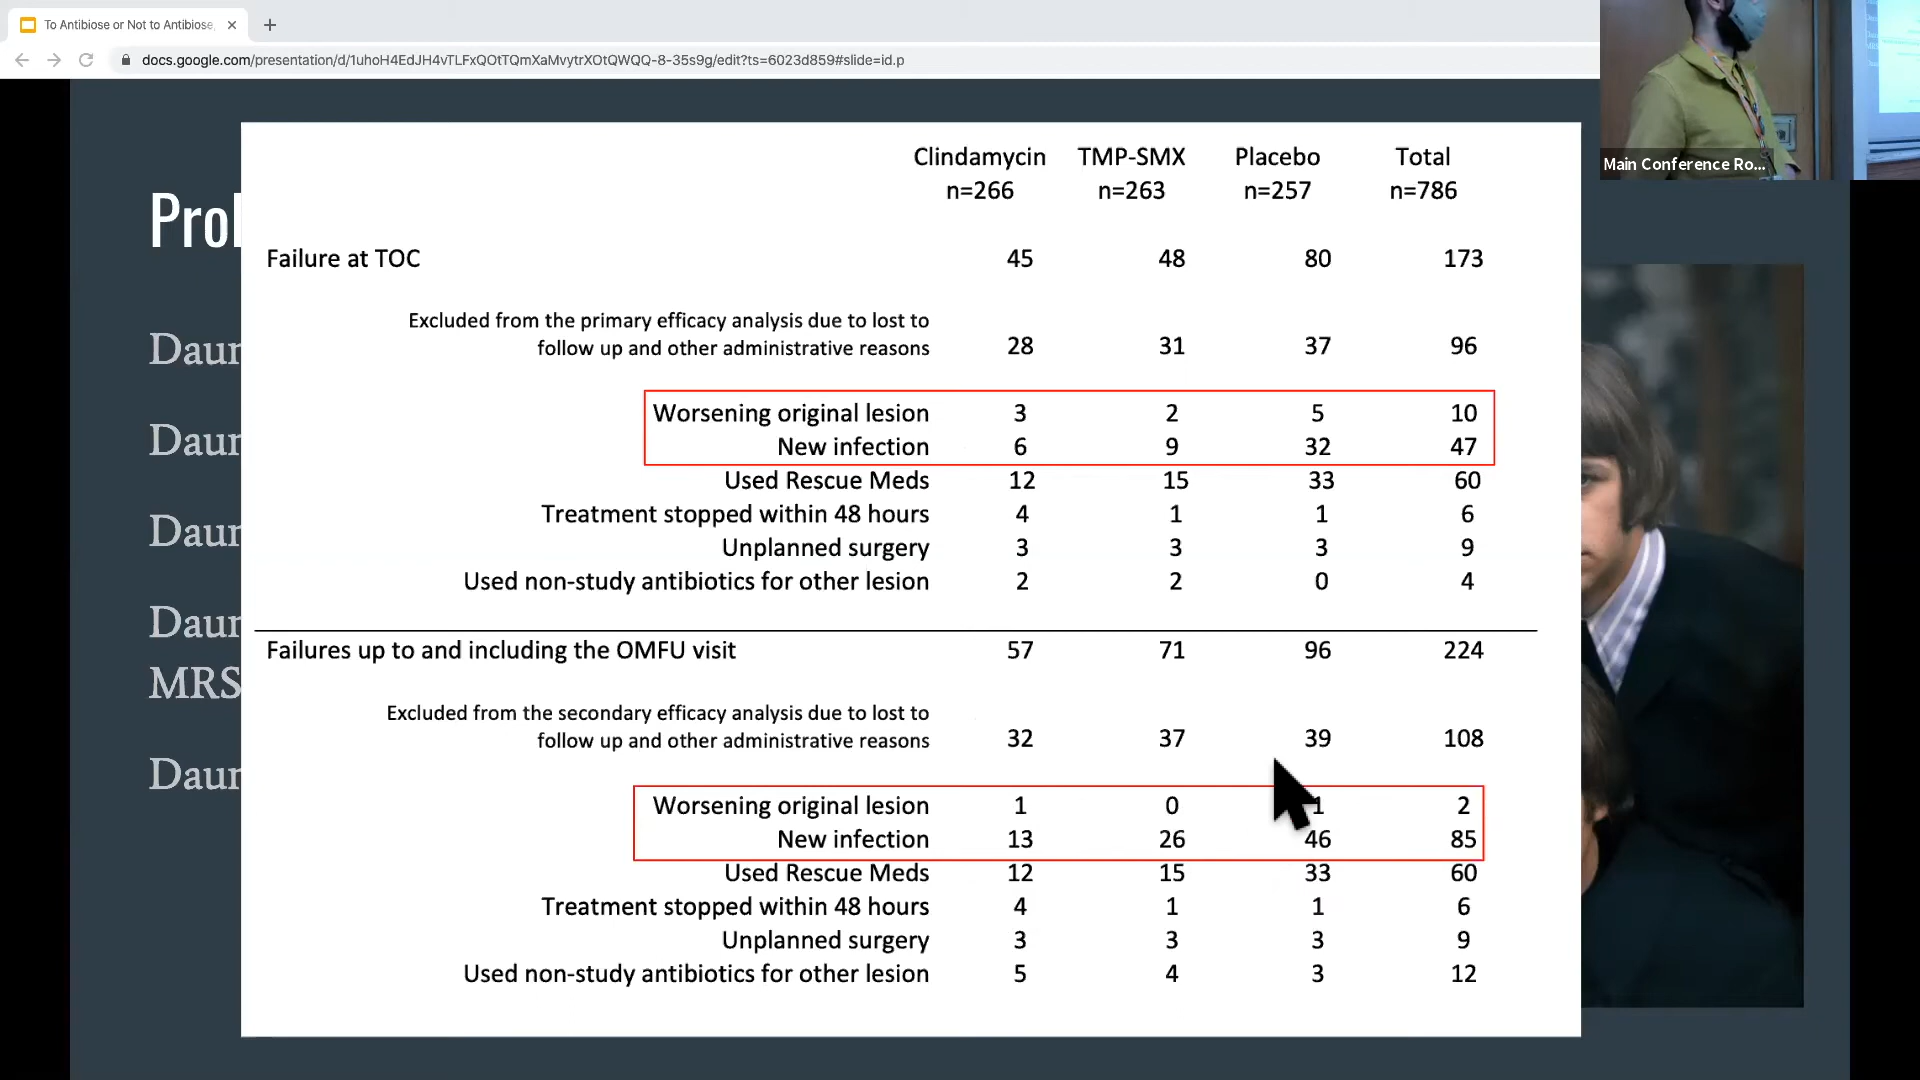 To Antibiose or Not to Antibiose,
docs.google.com/presentation/d/1uhoH4EdJH4vTLFxQOtTQmXaMvytrXOtQWQQ-8-35s9g/edit?ts=6023d859#slide=id.p
Main Conference Ro...
Clindamycin TMP-SMX Placebo Total
n=266 n=263 n=257 n=786
Failure at TOC 45 48 80 173
Excluded from the primary efficacy analysis due to lost to
follow up and other administrative reasons 28 31 37 96
Worsening original lesion 3 2 5 10
New infection 6 9 32 47
Used Rescue Meds 12 15 33 60
Treatment stopped within 48 hours 4 1 1 6
Unplanned surgery 3 3 3 9
Used non-study antibiotics for other lesion 2 2 0 4
Failures up to and including the OMFU visit 57 71 96 224
Excluded from the secondary efficacy analysis due to lost to
follow up and other administrative reasons 32 37 39 108
Worsening original lesion 1 0 1 2
New infection 13 26 46 85
Used Rescue Meds 12 15 33 60
Treatment stopped within 48 hours 4 1 1 6
Unplanned surgery 3 3 3 9
Used non-study antibiotics for other lesion 5 4 3 12
Daum
Daum
Daum
Daum
MRS
Daum